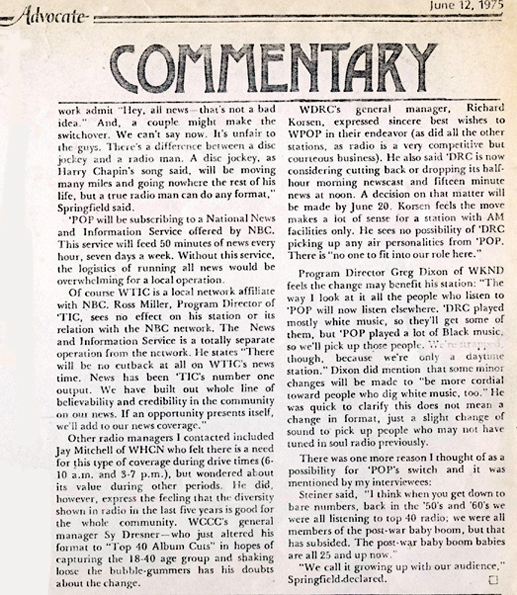 Advocate
June 12, 1975
COMMENTARY
work admit "Hey, all news—that's not a bad
idea." And, a couple might make the
switchover. We can't say now. It's unfair to
the guys. There's a difference between a disc
jockey and a radio man. A disc jockey, as
Harry Chapin's song said, will be moving
many miles and going nowhere the rest of his
life, but a true radio man can do any format,"
Springfield said.
'POP will be subscribing to a National News
and Information Service offered by NBC.
This service will feed 50 minutes of news every
hour, seven days a week. Without this service,
the logistics of running all news would be
overwhelming for a local operation.
Of course WTIC is a local network affiliate
with NBC. Ross Miller, Program Director of
'TIC, sees no effect on his station or its
relation with the NBC network. The News
and Information Service is a totally separate
operation from the network. He states "There
will be no cutback at all on WTIC's news
time. News has been 'TIC's number one
output. We have built out whole line of
believability and credibility in the community
on our news. If an opportunity presents itself,
we'll add to our news coverage."
Other radio managers I contacted included
Jay Mitchell of WHCN who felt there is a need
for this type of coverage during drive times (6-
10 a.m. and 3-7 p.m.), but wondered about
its value during other periods. He did,
however, express the feeling that the diversity
shown in radio in the last five years is good for
the whole community. WCCC's general
manager Sy Dresner—who just altered his
format to "Top 40 Album Cuts" in hopes of
capturing the 18-40 age group and shaking
loose the bubble-gummers has his doubts
about the change.
WDRC's general manager, Richard
Korsen, expressed sincere best wishes to
WPOP in their endeavor (as did all the other
stations, as radio is a very competitive but
courteous business). He also said 'DRC is now
considering cutting back or dropping its half-
hour morning newscast and fifteen minute
news at noon. A decision on that matter will
be made by June 20. Korsen feels the move
makes a lot of sense for a station with AM
facilities only. He sees no possibility of 'DRC
picking up any air personalities from 'POP.
There is "no one to fit into our role here."
Program Director Greg Dixon of WKND
feels the change may benefit his station: "The
way I look at it all the people who listen to
'POP will now listen elsewhere. 'DRC played
mostly white music, so they'll get some of
them, but 'POP played a lot of Black music,
so we'll pick up those people. We're
though, because we're only a daytime
station." Dixon did mention that some minor
changes will be made to "be more cordial
toward people who dig white music, too." He
was quick to clarify this does not mean a
change in format, just a slight change of
sound to pick up people who may not have
tuned in soul radio previously.
There was one more reason I thought of as a
possibility for 'POP's switch and it was
mentioned by my interviewees:
Steiner said, "I think when you get down to
bare numbers, back in the '50's and '60's we
were all listening to top 40 radio; we were all
members of the post-war baby boom, but that
has subsided. The post-war baby boom babies
are all 25 and up now."
"We call it growing up with our audience,"
Springfield declared.